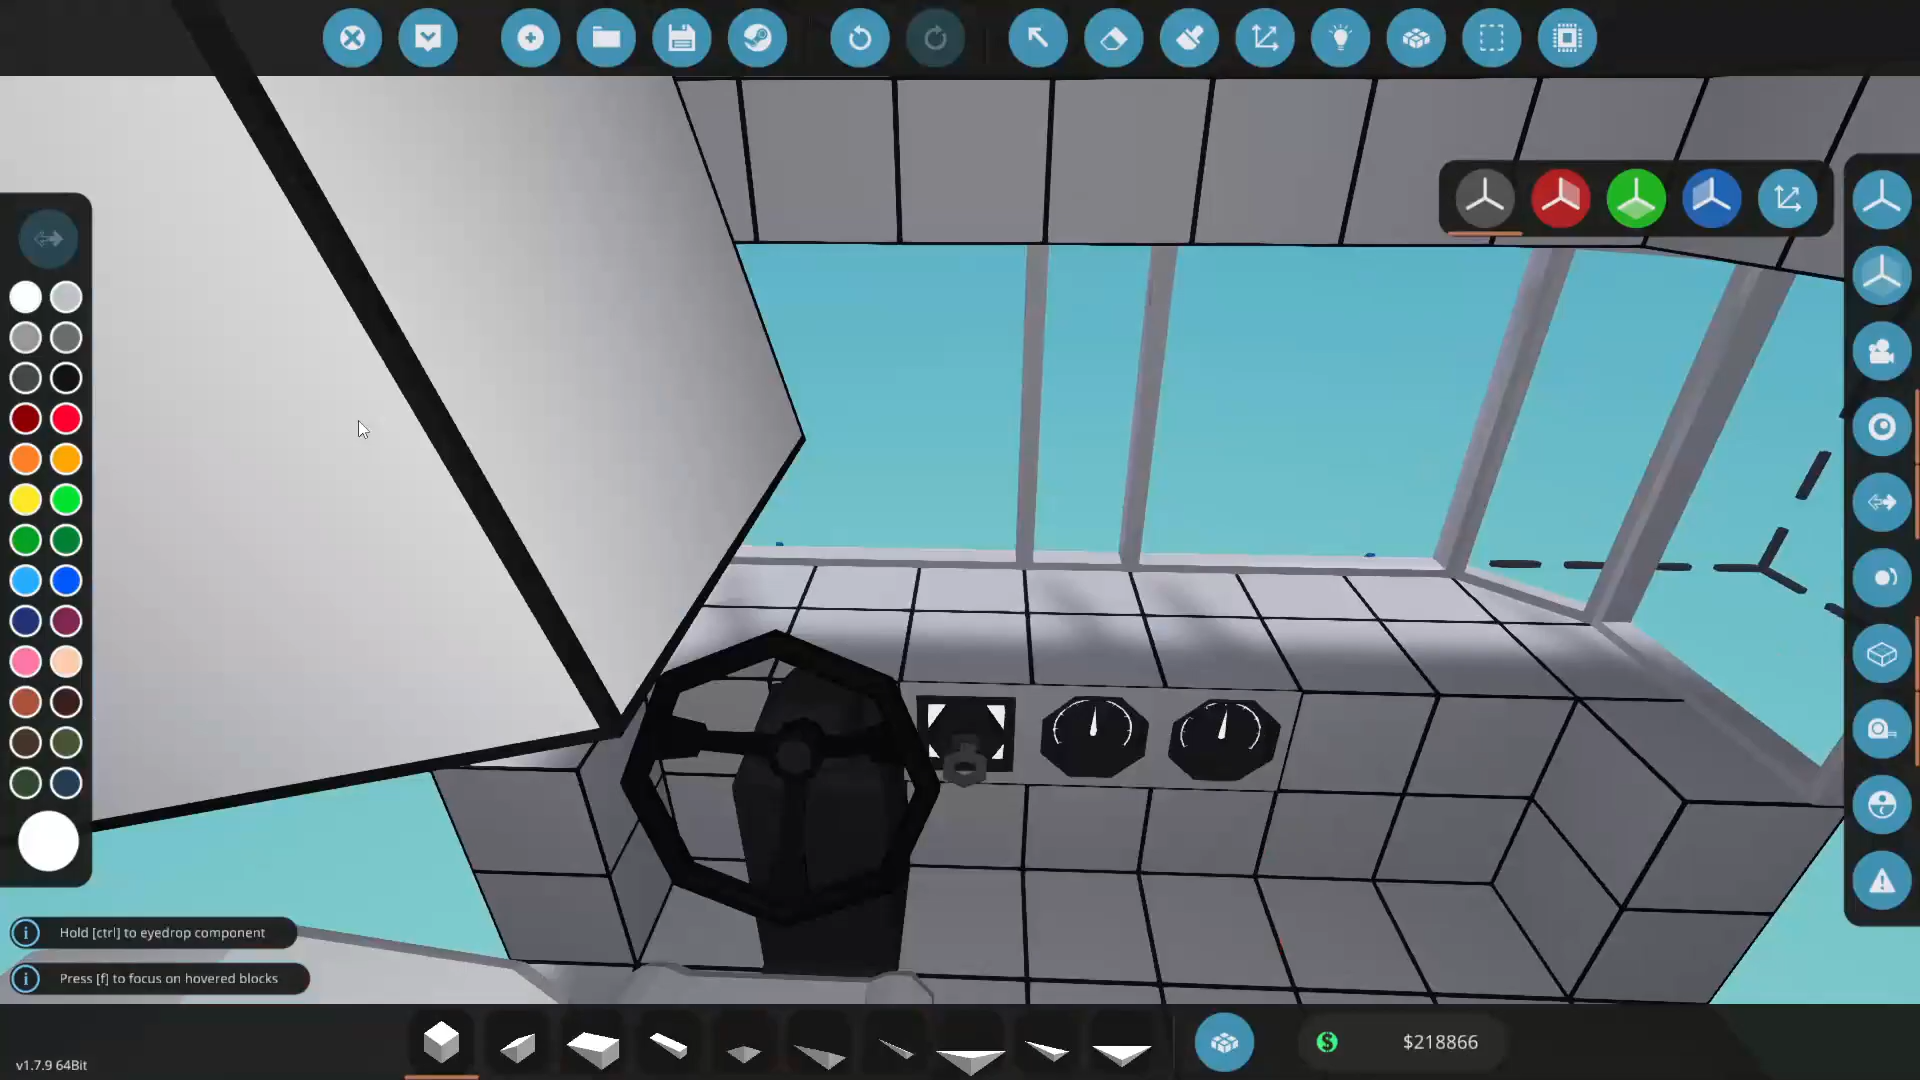 Hold [ctrl] to eyedrop component
Press [f] to focus on hovered blocks
$218866
v1.7.9 64Bit